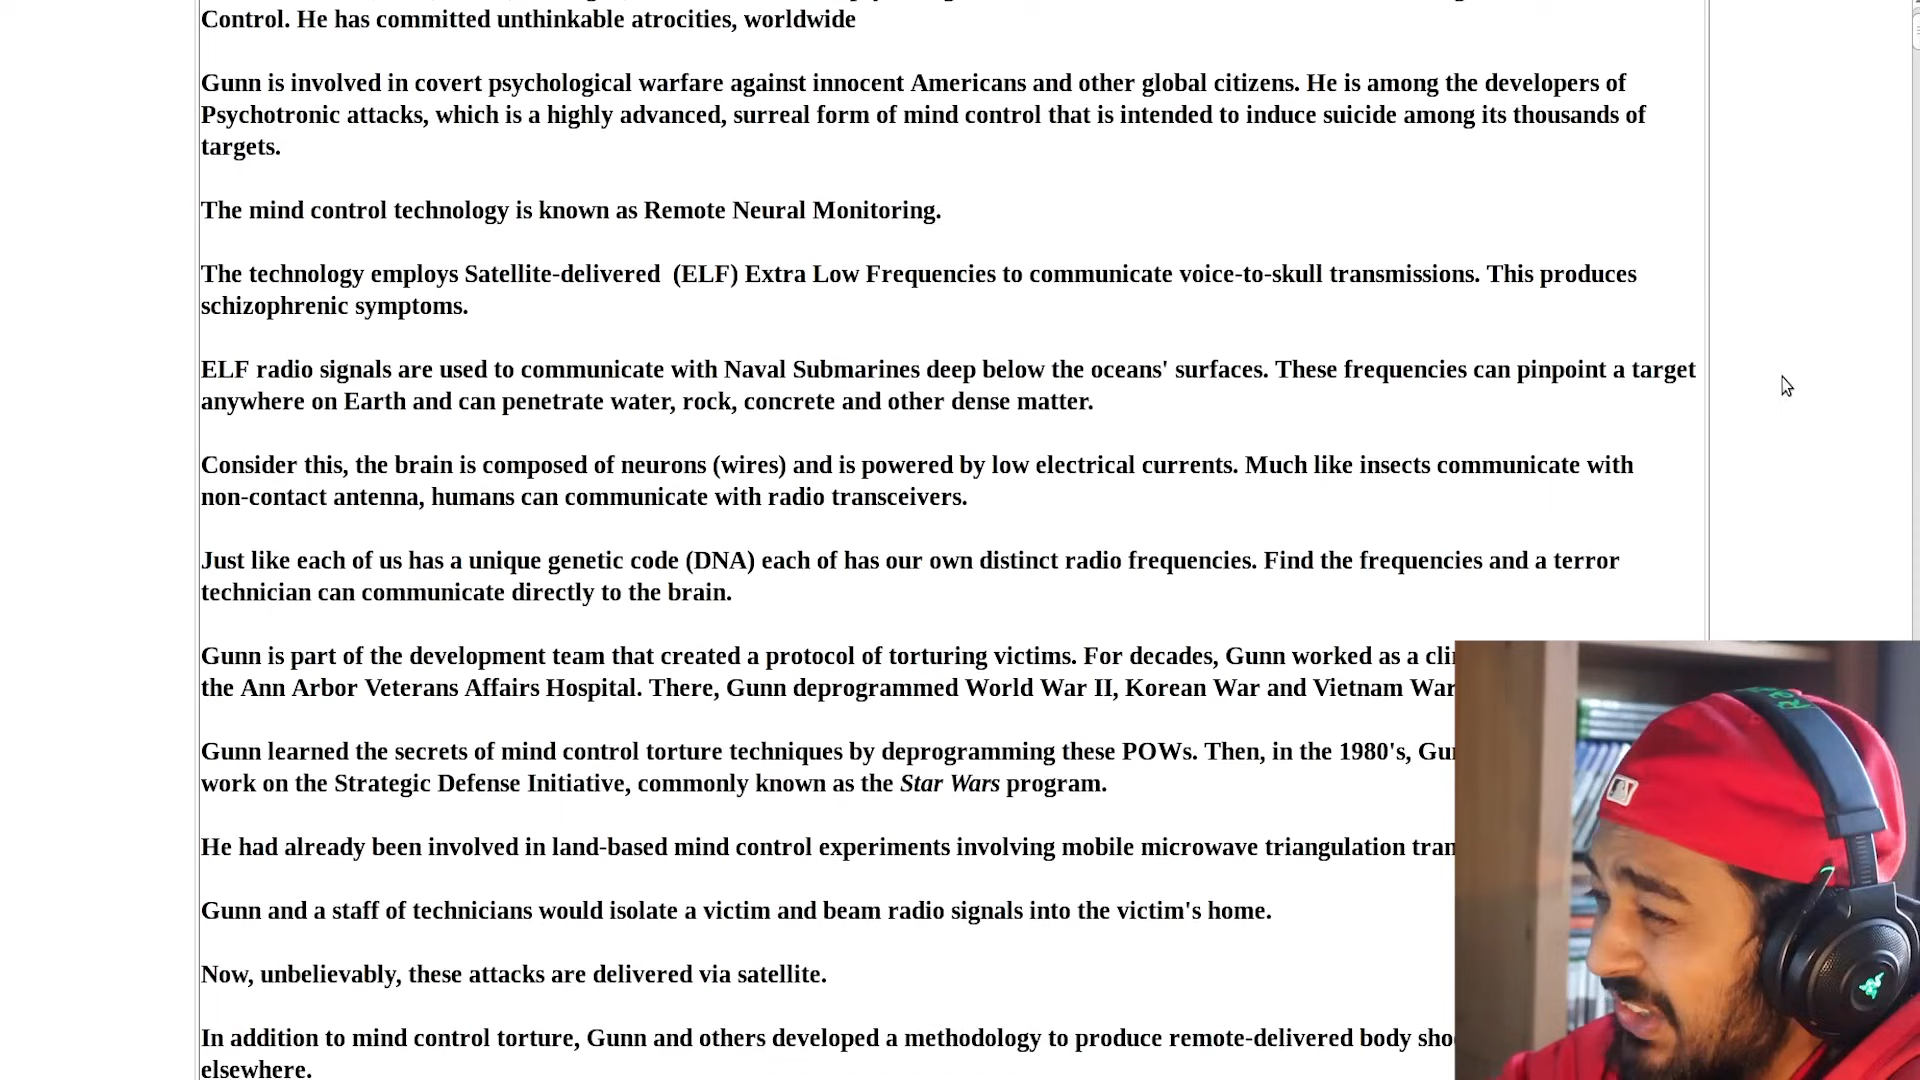 Control. He has committed unthinkable atrocities, worldwide
Gunn is involved in covert psychological warfare against innocent Americans and other global citizens. He is among the developers of
Psychotronic attacks, which is a highly advanced, surreal form of mind control that is intended to induce suicide among its thousands of
targets.
The mind control technology is known as Remote Neural Monitoring.
The technology employs Satellite-delivered  (ELF) Extra Low Frequencies to communicate voice-to-skull transmissions. This produces
schizophrenic symptoms.
ELF radio signals are used to communicate with Naval Submarines deep below the oceans' surfaces. These frequencies can pinpoint a target
anywhere on Earth and can penetrate water, rock, concrete and other dense matter.
Consider this, the brain is composed of neurons (wires) and is powered by low electrical currents. Much like insects communicate with
non-contact antenna, humans can communicate with radio transceivers.
Just like each of us has a unique genetic code (DNA) each of has our own distinct radio frequencies. Find the frequencies and a terror
technician can communicate directly to the brain.
Gunn is part of the development team that created a protocol of torturing victims. For decades, Gunn worked as a
the Ann Arbor Veterans Affairs Hospital. There, Gunn deprogrammed World War II, Korean War and Vietnam War
Gunn learned the secrets of mind control torture techniques by deprogramming these POWs. Then, in the 1980's,
work on the Strategic Defense Initiative, commonly known as the Star Wars program.
He had already been involved in land-based mind control experiments involving mobile microwave triangulation
Gunn and a staff of technicians would isolate a victim and beam radio signals into the victim's home.
Now, unbelievably, these attacks are delivered via satellite.
In addition to mind control torture, Gunn and others developed a methodology to produce remote-delivered body
elsewhere.